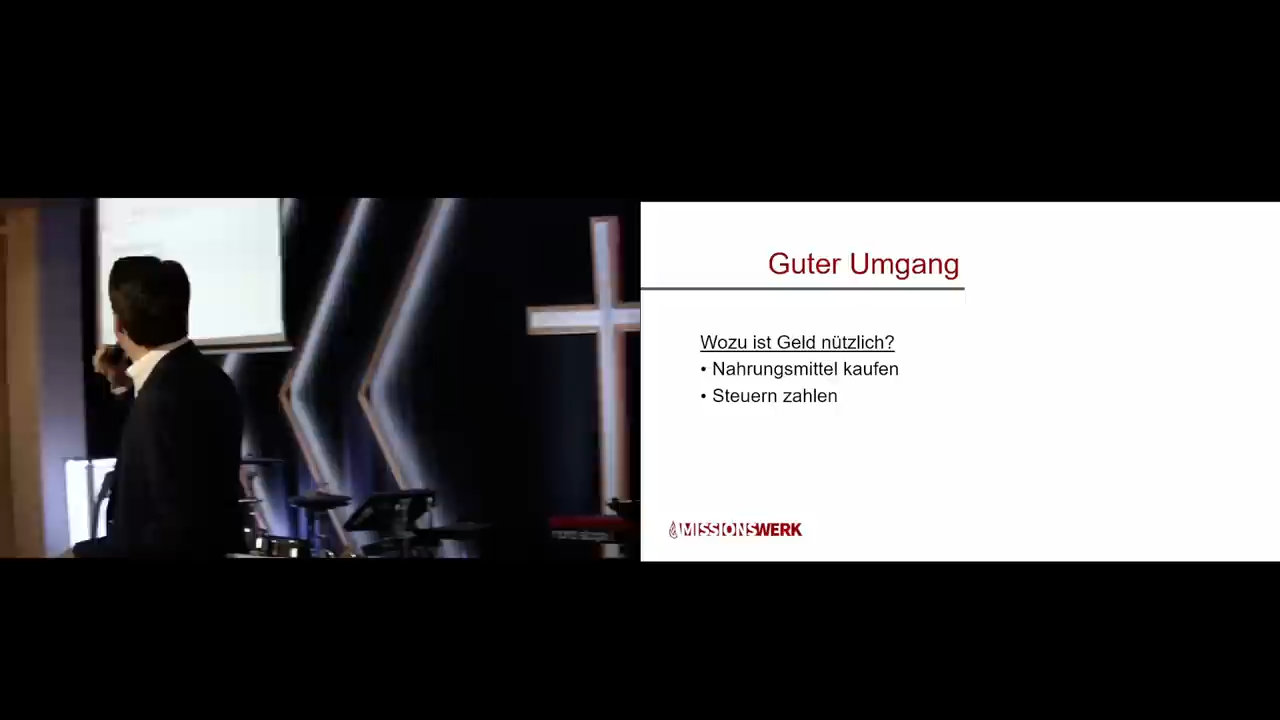 Guter Umgang
Wozu ist Geld nützlich?
• Nahrungsmittel kaufen
• Steuern zahlen
MISSIONSWERK